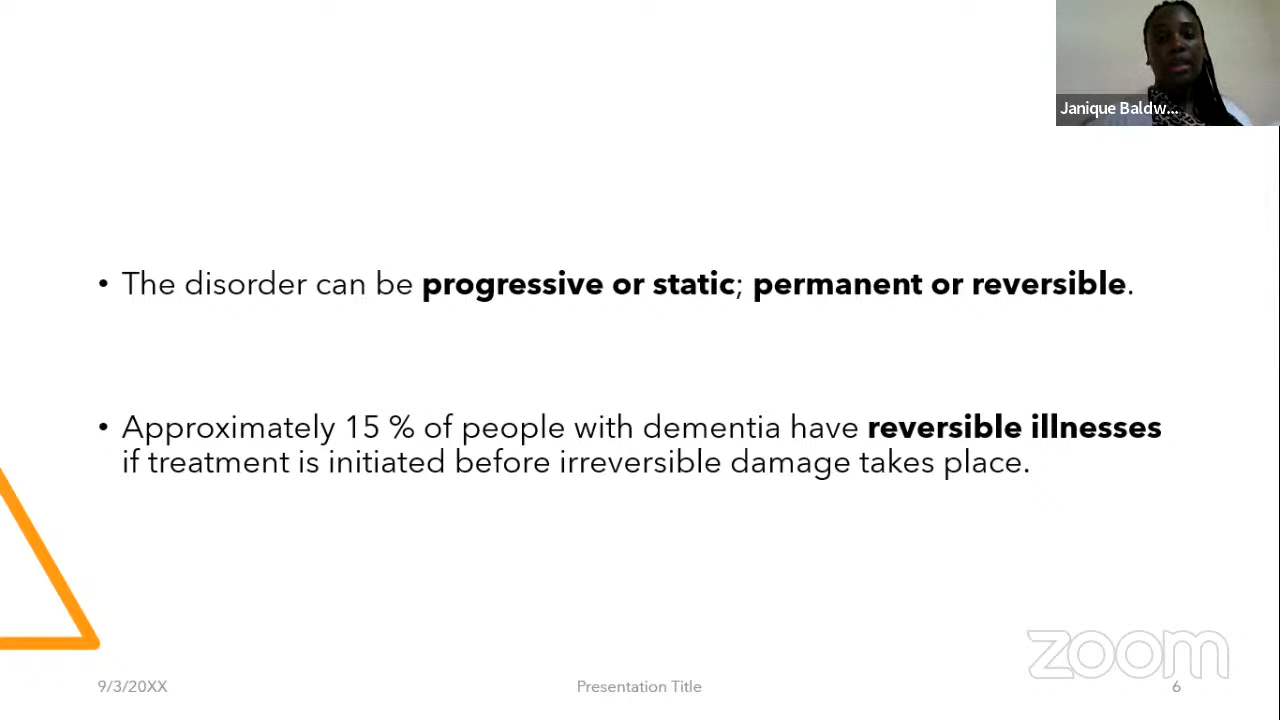 Janique Baldw...
• The disorder can be progressive or static; permanent or reversible.
• Approximately 15 % of people with dementia have reversible illnesses
if treatment is initiated before irreversible damage takes place.
zoom
9/3/20XX
Presentation Title
6